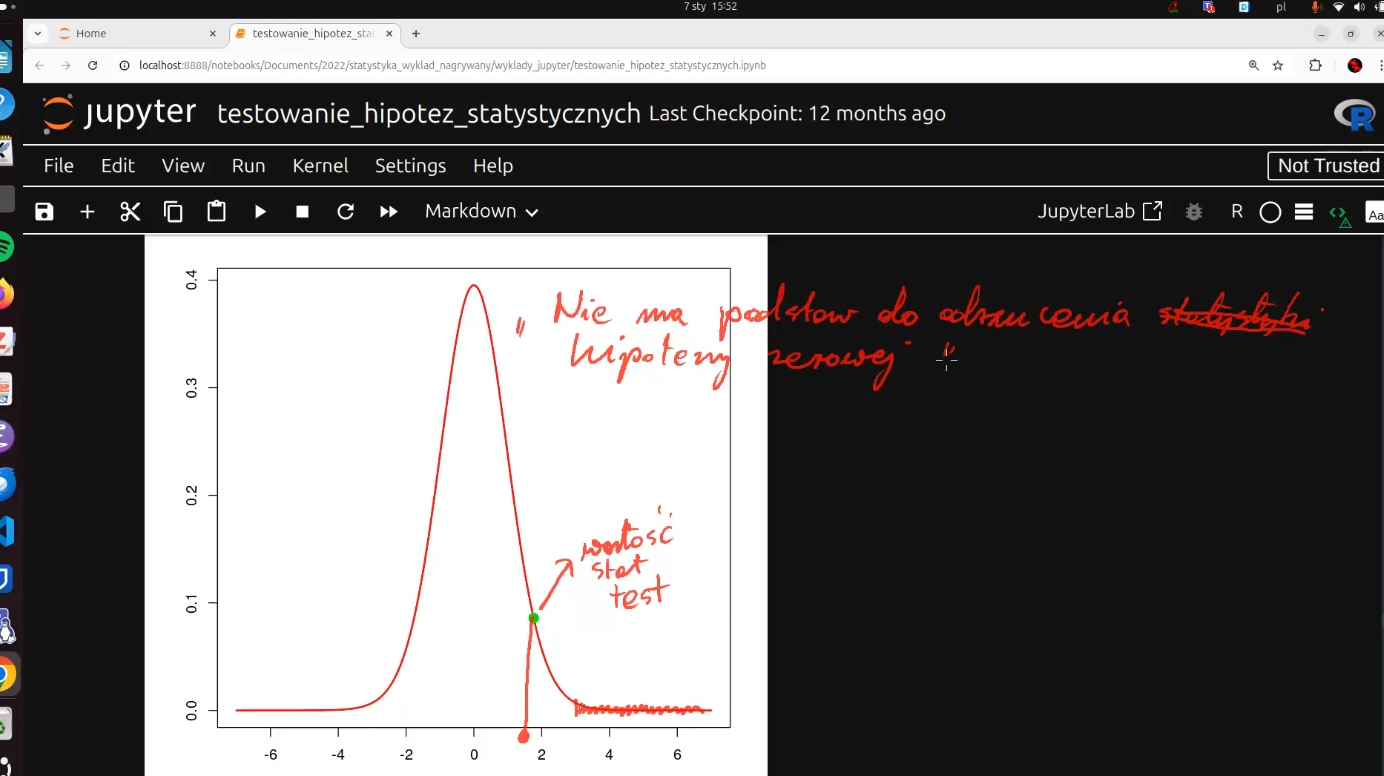 7 sty 15:52
pl
Home
testowanie_hipotez_stat
localhost:8888/notebooks/Documents/2022/statystyka_wyklad_nagrywany/wyklady_jupyter/testowanie_hipotez_statystycznych.ipynb
jupyter testowanie_hipotez_statystycznych Last Checkpoint: 12 months ago
File Edit View Run Kernel Settings Help
Not Trusted
Markdown
JupyterLab
R
Aa
„ Nie ma podstaw do odrzucenia
hipotezy zerowej "
wartość
stat
test
0.4
0.3
0.2
0.1
0.0
-6 -4 -2 0 2 4 6